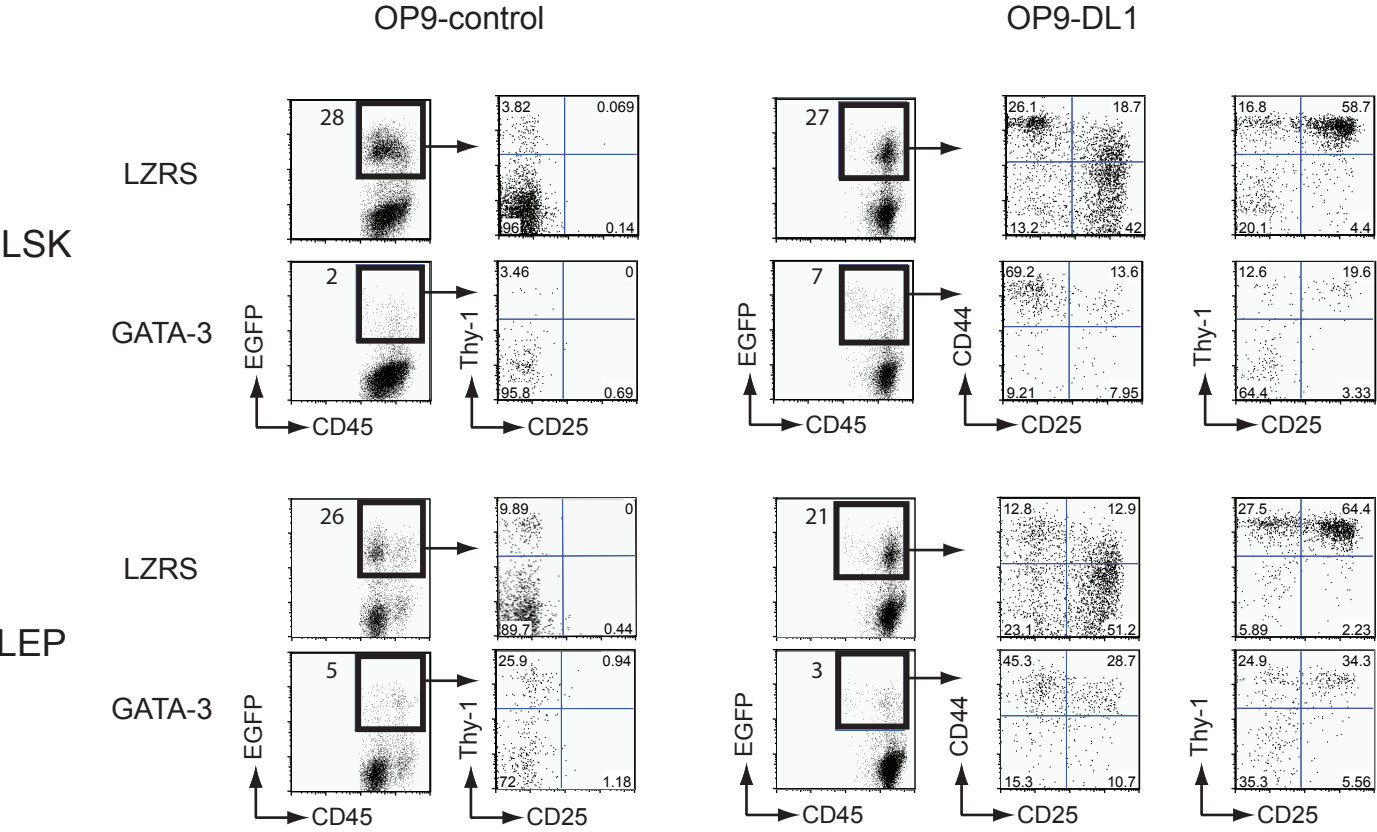 OP9-control OP9-DL1
LSK
LZRS
28
3.82 0.069
96 0.14
27
26.1 18.7
13.2 42
16.8 58.7
20.1 4.4
GATA-3
2
3.46 0
95.8 0.69
7
69.2 13.6
9.21 7.95
12.6 19.6
64.4 3.33
EGFP
CD45
Thy-1
CD25
EGFP
CD45
CD44
CD25
Thy-1
CD25
LEP
LZRS
26
9.89 0
89.7 0.44
21
12.8 12.9
23.1 51.2
27.5 64.4
5.89 2.23
GATA-3
5
25.9 0.94
72 1.18
3
45.3 28.7
15.3 10.7
24.9 34.3
35.3 5.56
EGFP
CD45
Thy-1
CD25
EGFP
CD45
CD44
CD25
Thy-1
CD25